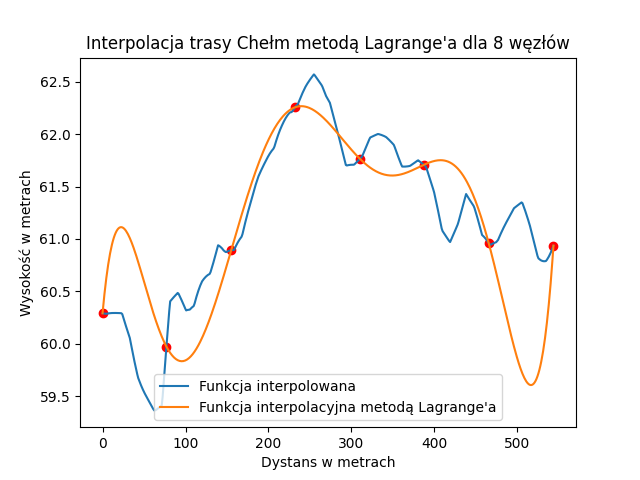 Interpolacja trasy Chełm metodą Lagrange'a dla 8 węzłów
Wysokość w metrach
62.5
62.0
61.5
61.0
60.5
60.0
59.5
Funkcja interpolowana
Funkcja interpolacyjna metodą Lagrange'a
0 100 200 300 400 500
Dystans w metrach